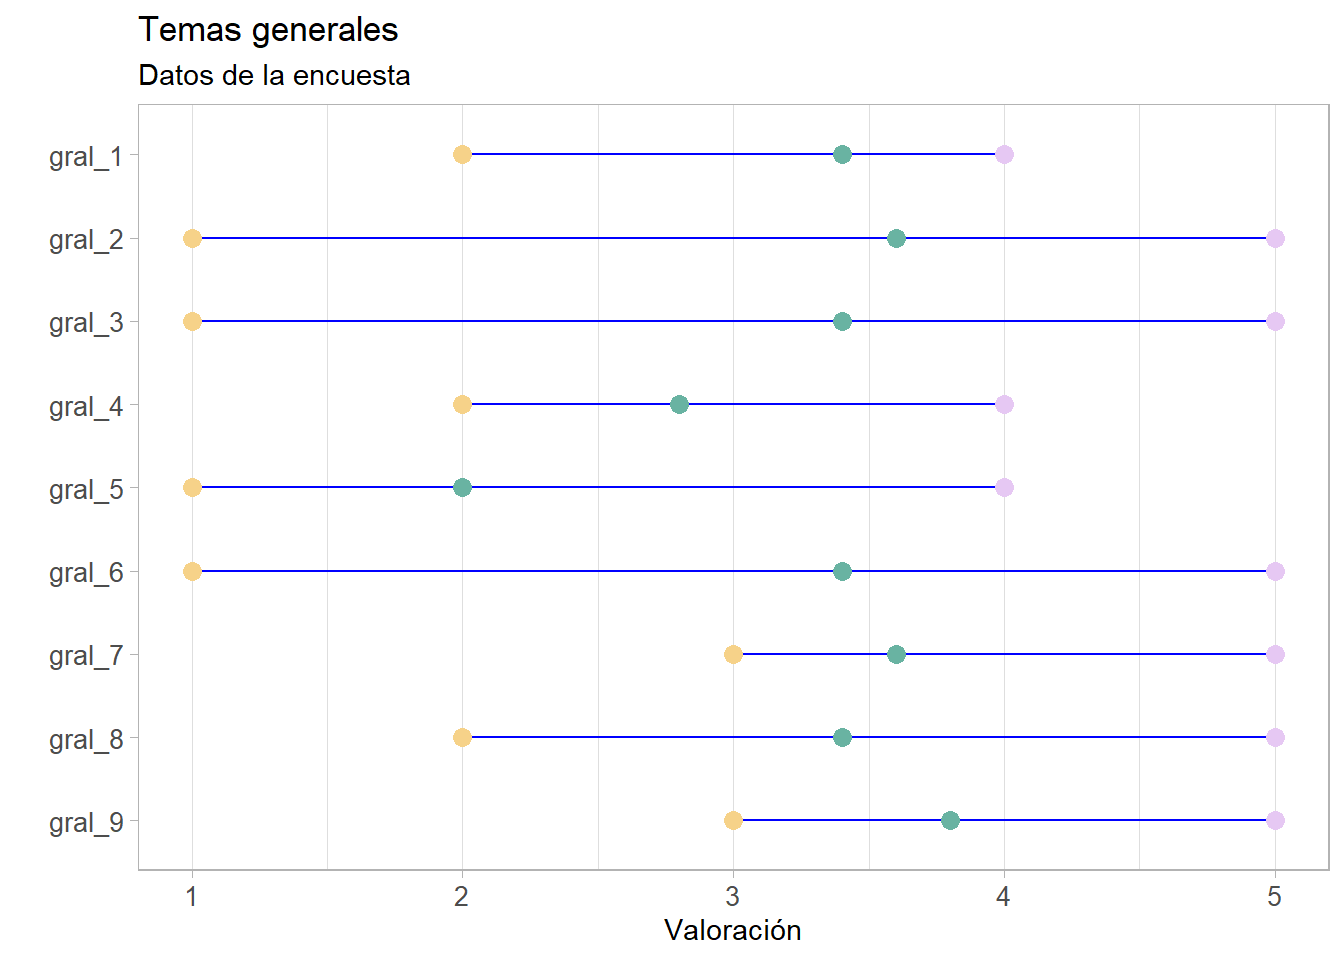 Temas generales
Datos de la encuesta
gral_1
gral_2
gral_3
gral_4
gral_5
gral_6
gral_7
gral_8
gral_9
1 2 3 4 5
Valoración